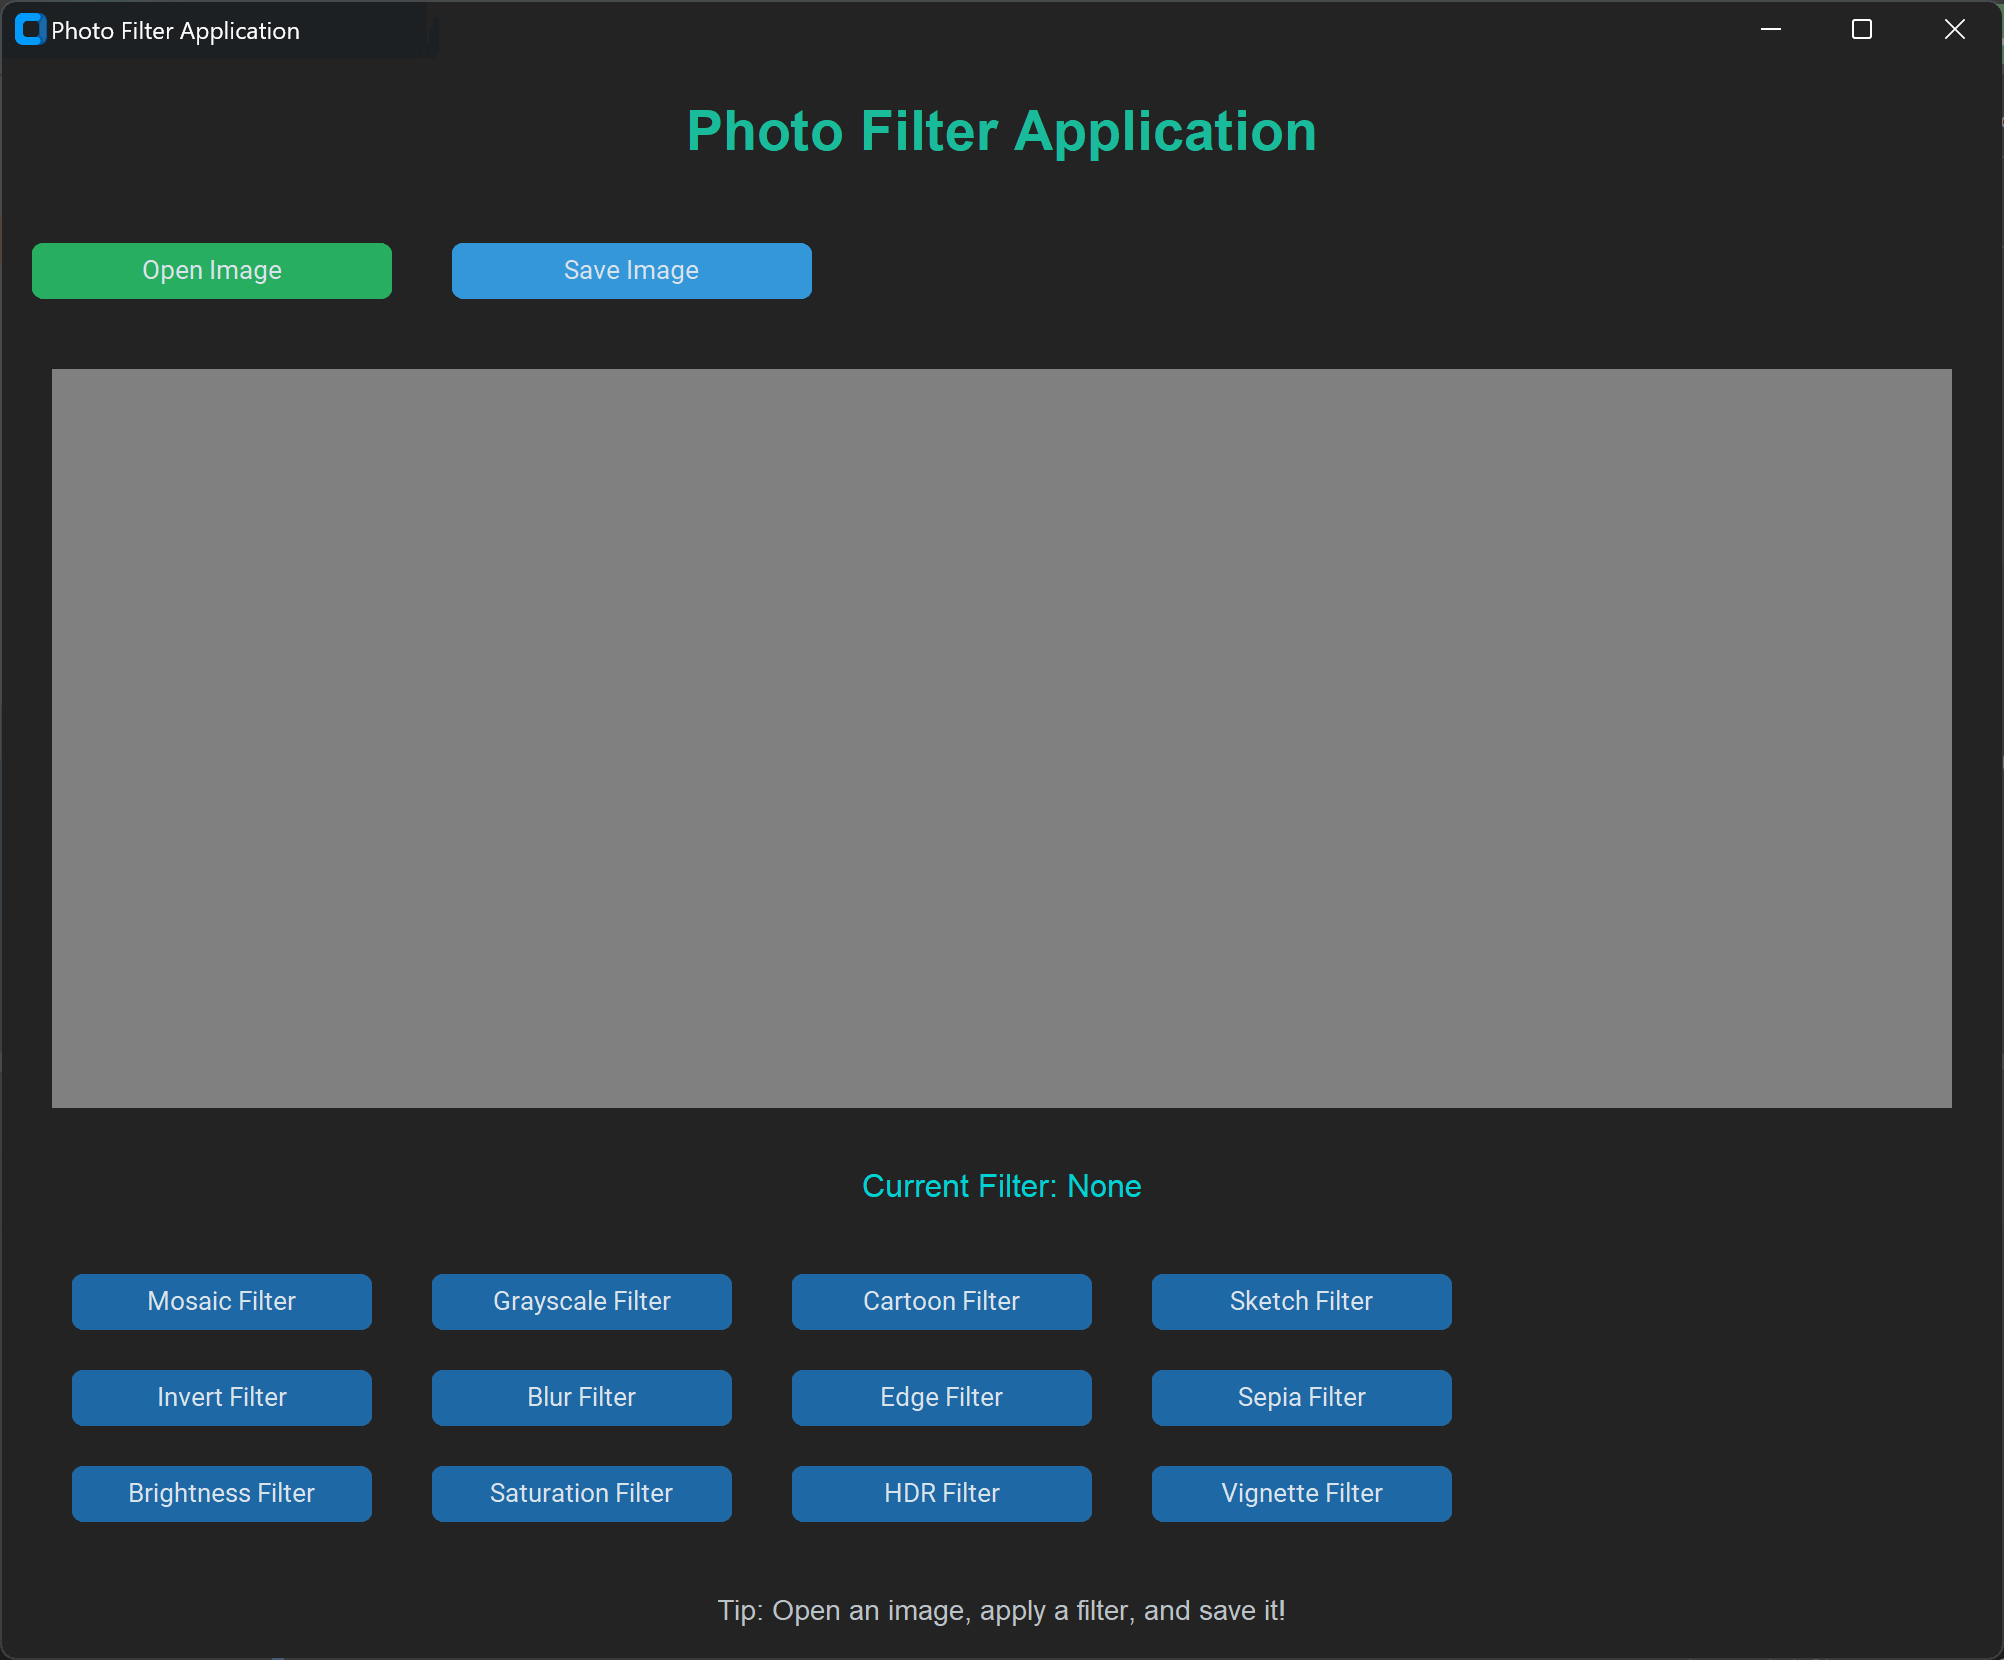 Photo Filter Application
Photo Filter Application
Open Image
Save Image
Current Filter: None
Mosaic Filter
Grayscale Filter
Cartoon Filter
Sketch Filter
Invert Filter
Blur Filter
Edge Filter
Sepia Filter
Brightness Filter
Saturation Filter
HDR Filter
Vignette Filter
Tip: Open an image, apply a filter, and save it!